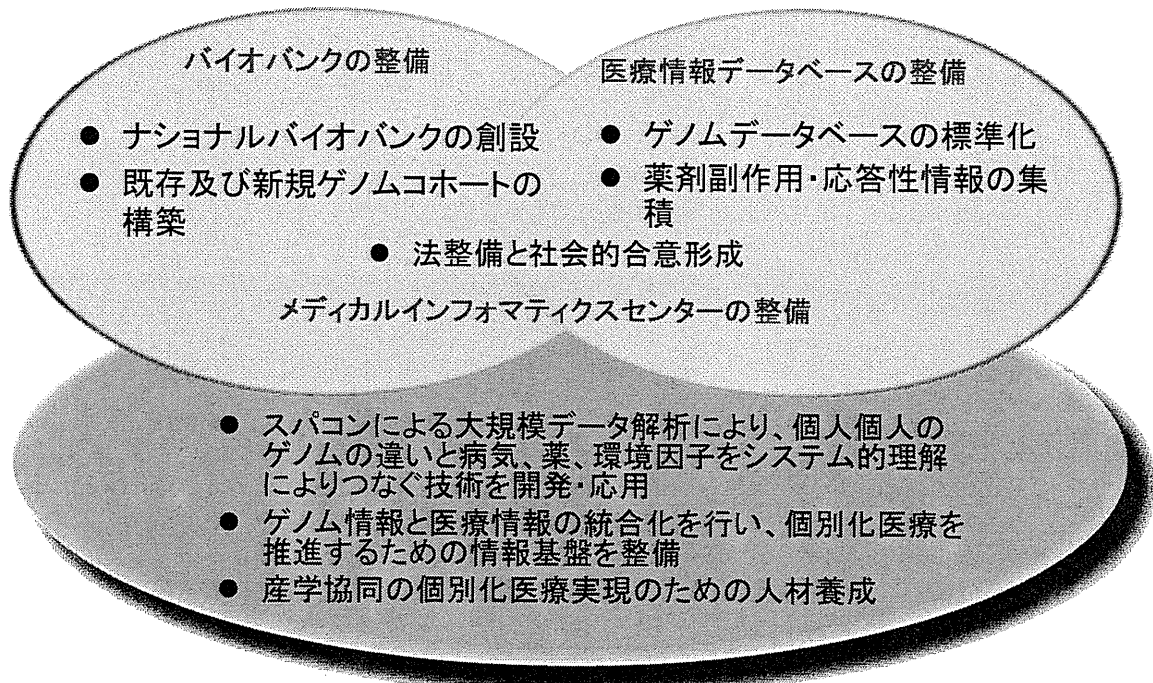 バイオバンクの整備
● ナショナルバイオバンクの創設
● 既存及び新規ゲノムコホートの
構築
医療情報データベースの整備
● ゲノムデータベースの標準化
● 薬剤副作用・応答性情報の集
積
● 法整備と社会的合意形成
メディカルインフォマティクスセンターの整備
● スパコンによる大規模データ解析により、個人個人の
ゲノムの違いと病気、薬、環境因子をシステム的理解
によりつなぐ技術を開発・応用
● ゲノム情報と医療情報の統合化を行い、個別化医療を
推進するための情報基盤を整備
● 産学協同の個別化医療実現のための人材養成